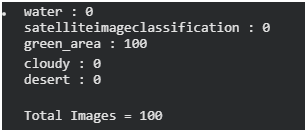 water : 0
satelliteimageclassification : 0
green_area : 100
cloudy : 0
desert : 0
Total Images = 100